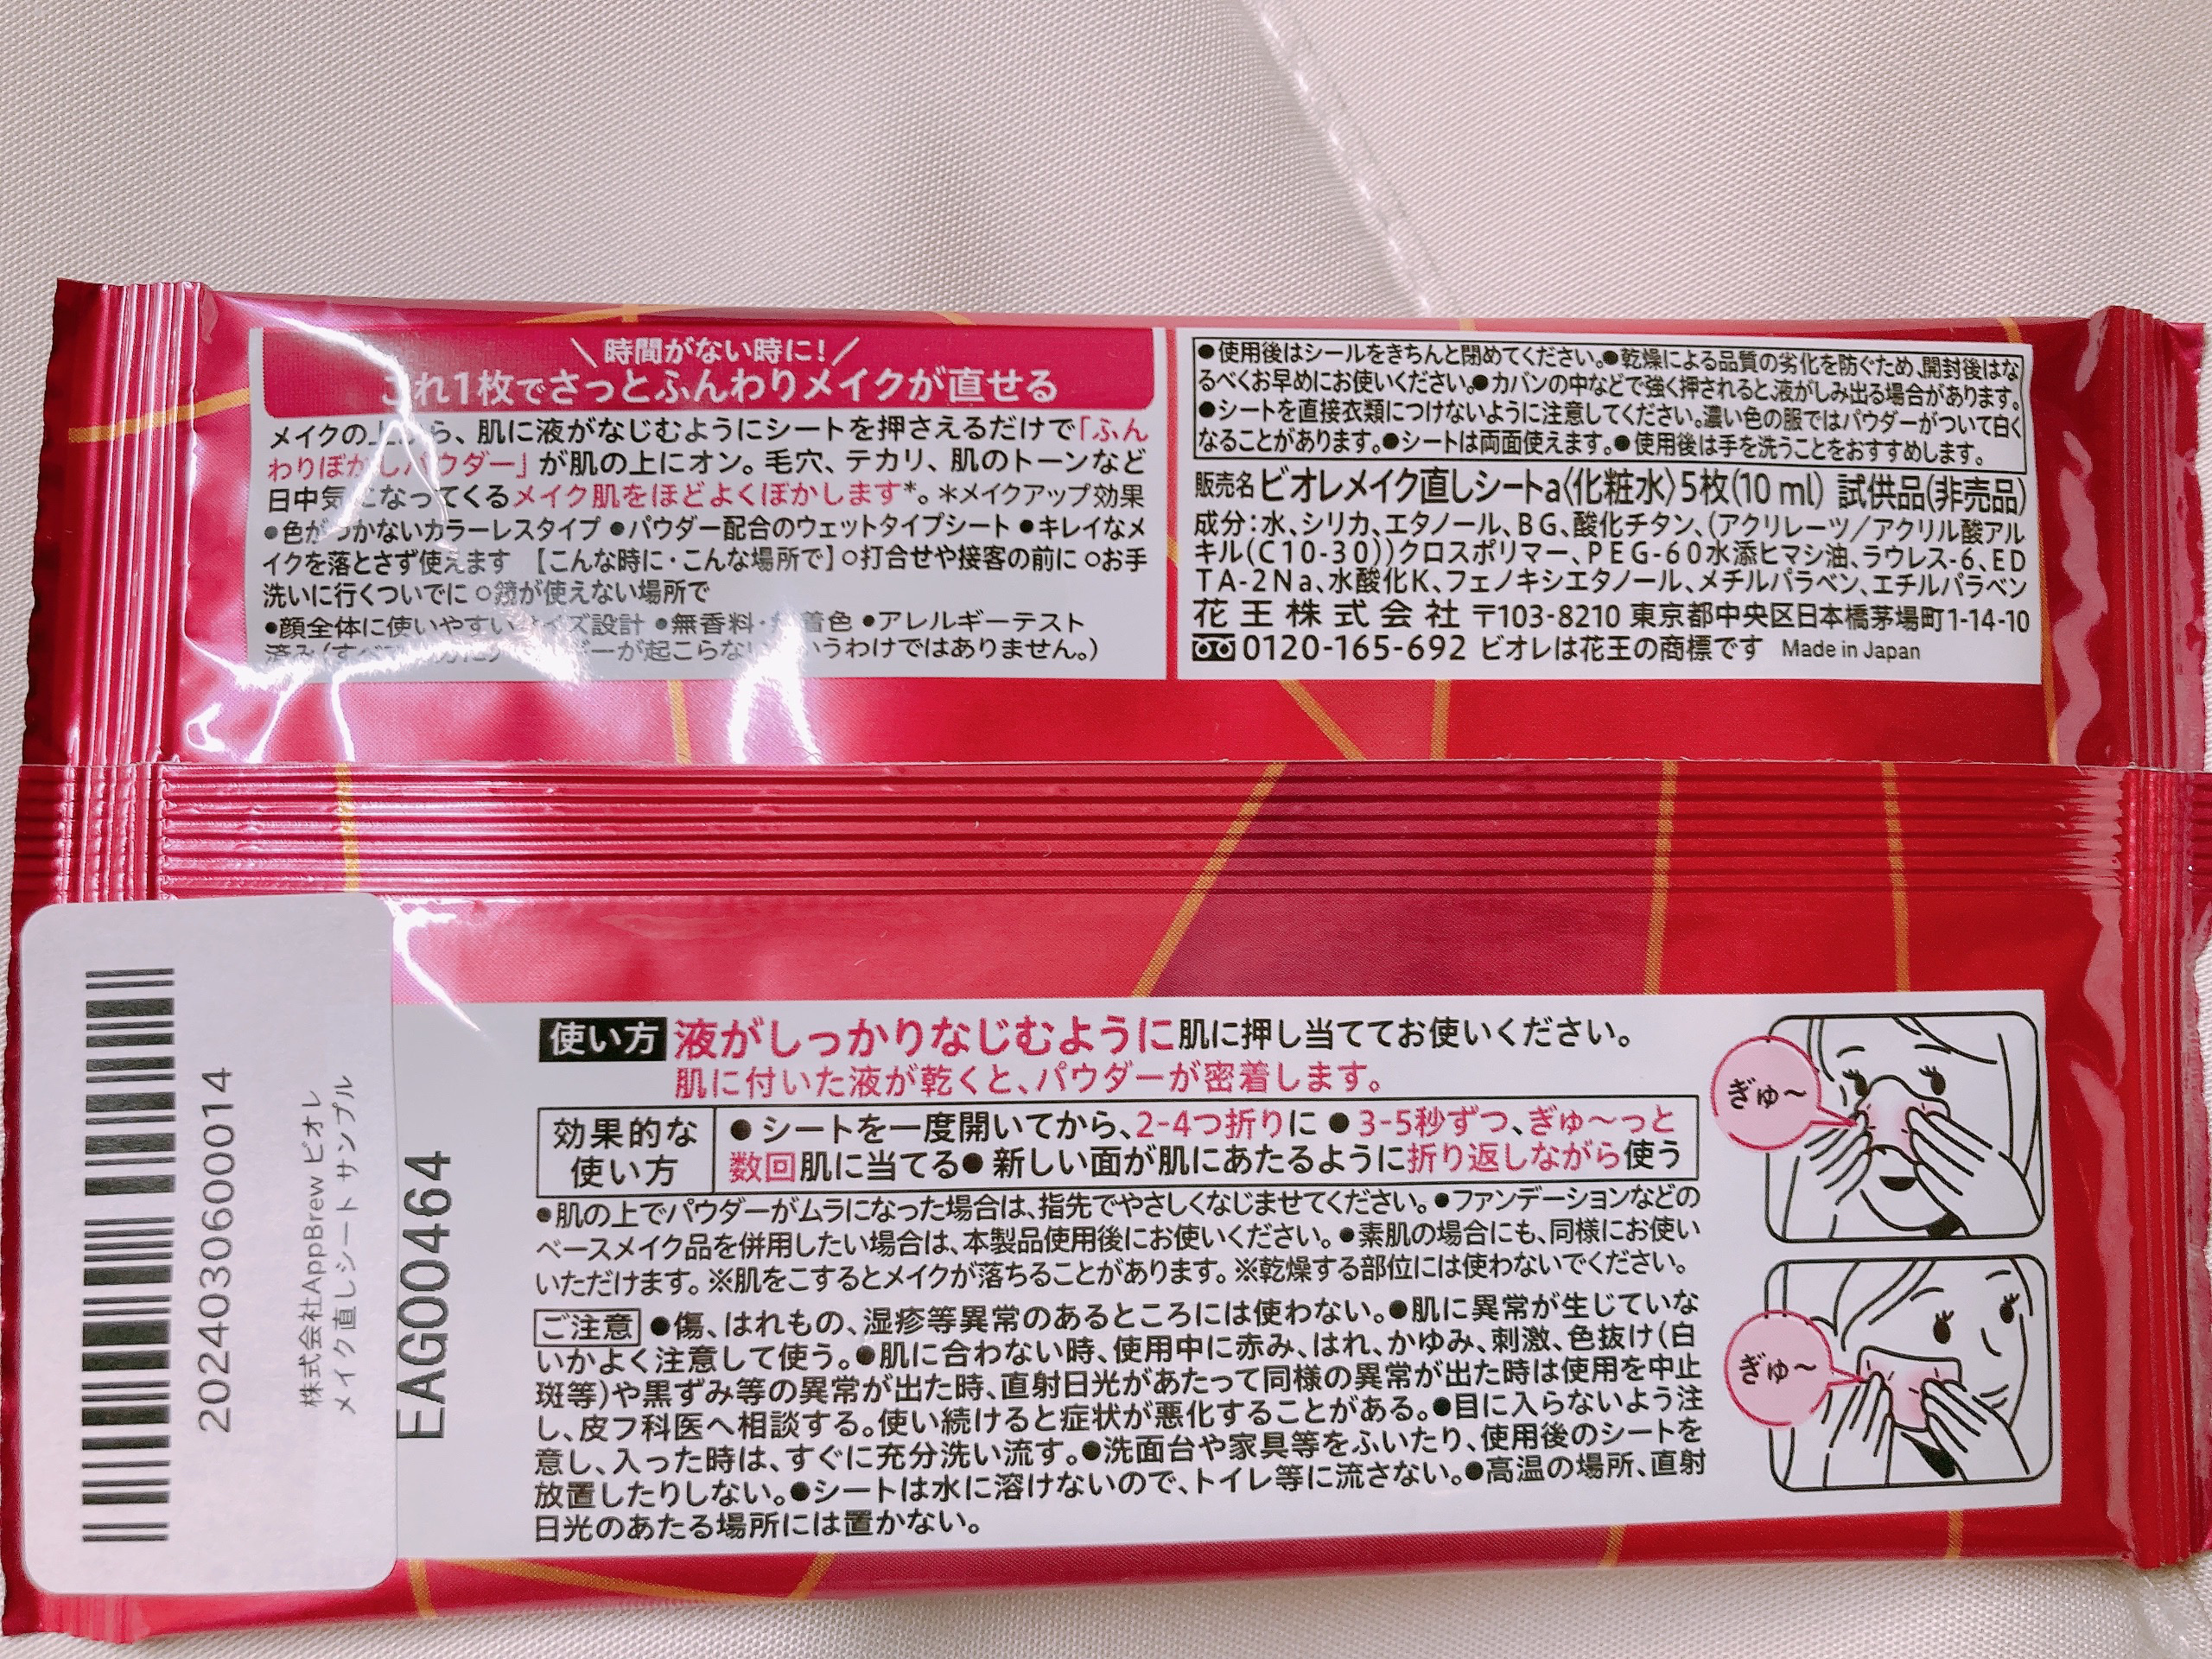 ＼時間がない時に!／
これ1枚でさっとふんわりメイクが直せる
メイクの上から、肌に液がなじむようにシートを押さえるだけで「ふん
わりぼかしパウダー」が肌の上にオン。毛穴、テカリ、肌のトーンなど
日中気になってくるメイク肌をほどよくぼかします*。＊メイクアップ効果
●色がつかないカラーレスタイプ ●パウダー配合のウェットタイプシート ●キレイなメ
イクを落とさず使えます 【こんな時に・こんな場所で】○打合せや接客の前に ○お手
洗いに行くついでに ○鏡が使えない場所で
●顔全体に使いやすいサイズ設計 ●無香料・無着色 ●アレルギーテスト
済み(すべての方にアレルギーが起こらないというわけではありません。)
●使用後はシールをきちんと閉めてください。●乾燥による品質の劣化を防ぐため、開封後はな
るべくお早めにお使いください。●カバンの中などで強く押されると、液がしみ出る場合があります。
●シートを直接衣類につけないように注意してください。濃い色の服ではパウダーがついて白く
なることがあります。●シートは両面使えます。●使用後は手を洗うことをおすすめします。
販売名ビオレメイク直しシートa〈化粧水〉5枚(10 ml) 試供品(非売品)
成分：水、シリカ、エタノール、BG、酸化チタン、(アクリレーツ/アクリル酸アル
キル(C10-30))クロスポリマー、PEG-60水添ヒマシ油、ラウレス-6、ED
TA-2Na、水酸化K、フェノキシエタノール、メチルパラベン、エチルパラベン
花王株式会社 〒103-8210 東京都中央区日本橋茅場町1-14-10
0120-165-692 ビオレは花王の商標です Made in Japan
2024030600014
株式会社AppBrew ビオレ
メイク直しシート サンプル
EAG00464
使い方 液がしっかりなじむように肌に押し当ててお使いください。
肌に付いた液が乾くと、パウダーが密着します。
効果的な
使い方
●シートを一度開いてから、2-4つ折りに ●3-5秒ずつ、ぎゅ～っと
数回肌に当てる●新しい面が肌にあたるように折り返しながら使う
●肌の上でパウダーがムラになった場合は、指先でやさしくなじませてください。●ファンデーションなどの
ベースメイク品を併用したい場合は、本製品使用後にお使いください。●素肌の場合にも、同様にお使い
いただけます。※肌をこするとメイクが落ちることがあります。※乾燥する部位には使わないでください。
ご注意 ●傷、はれもの、湿疹等異常のあるところには使わない。●肌に異常が生じていな
いかよく注意して使う。●肌に合わない時、使用中に赤み、はれ、かゆみ、刺激、色抜け(白
斑等)や黒ずみ等の異常が出た時、直射日光があたって同様の異常が出た時は使用を中止
し、皮フ科医へ相談する。使い続けると症状が悪化することがある。●目に入らないよう注
意し、入った時は、すぐに充分洗い流す。●洗面台や家具等をふいたり、使用後のシートを
放置したりしない。●シートは水に溶けないので、トイレ等に流さない。●高温の場所、直射
日光のあたる場所には置かない。
ぎゅ～
ぎゅ～